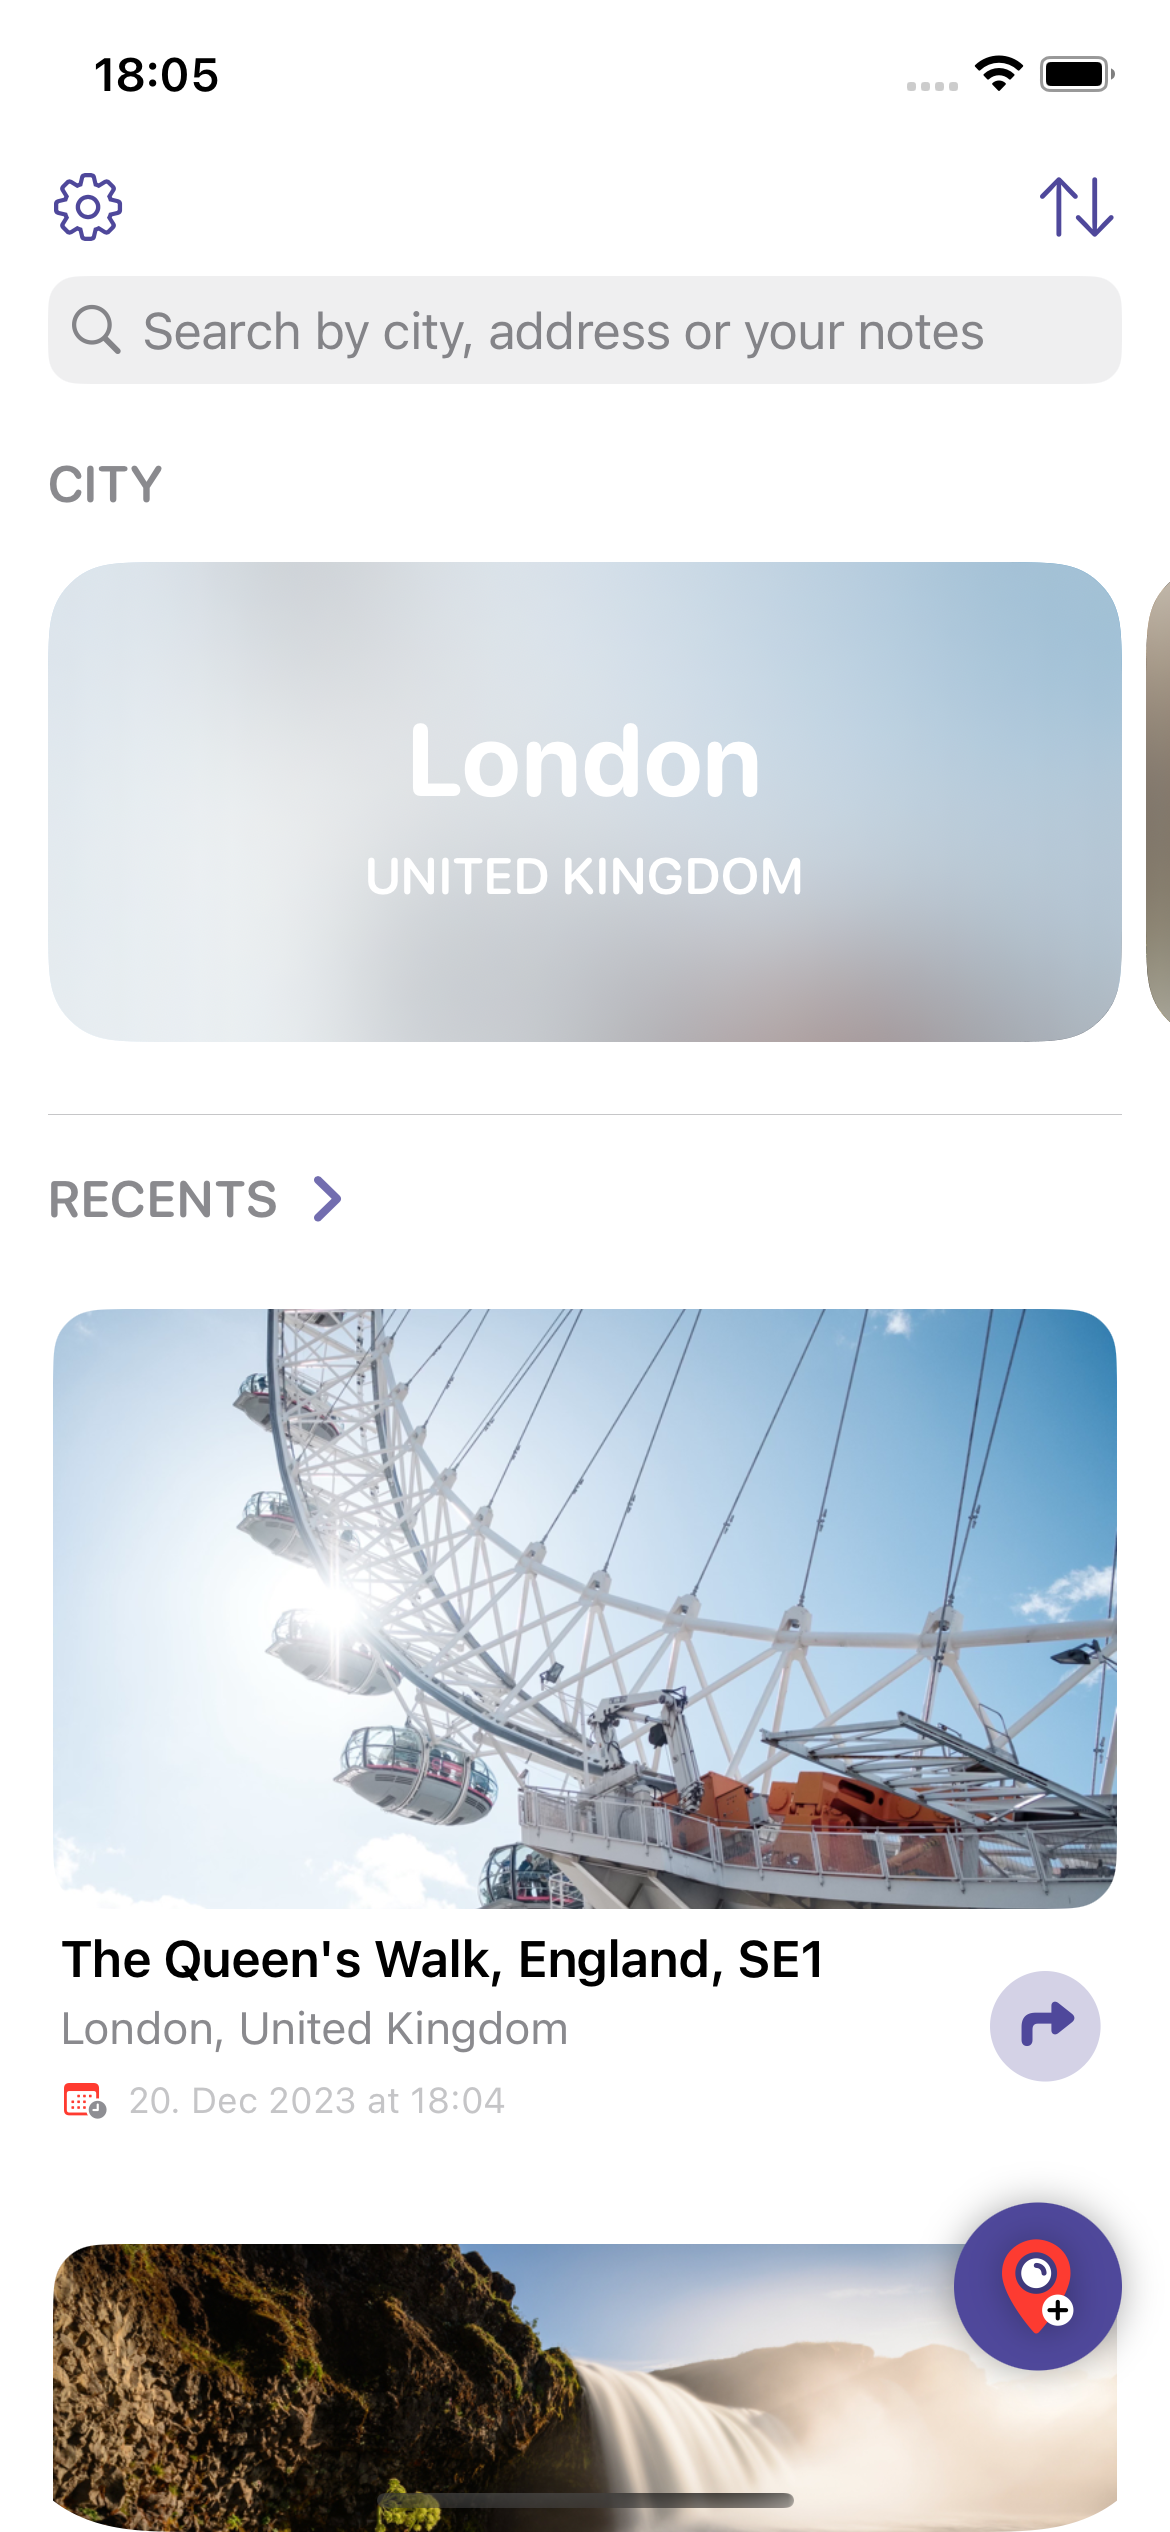 18:05
Search by city, address or your notes
CITY
London
UNITED KINGDOM
RECENTS
The Queen's Walk, England, SE1
London, United Kingdom
20. Dec 2023 at 18:04